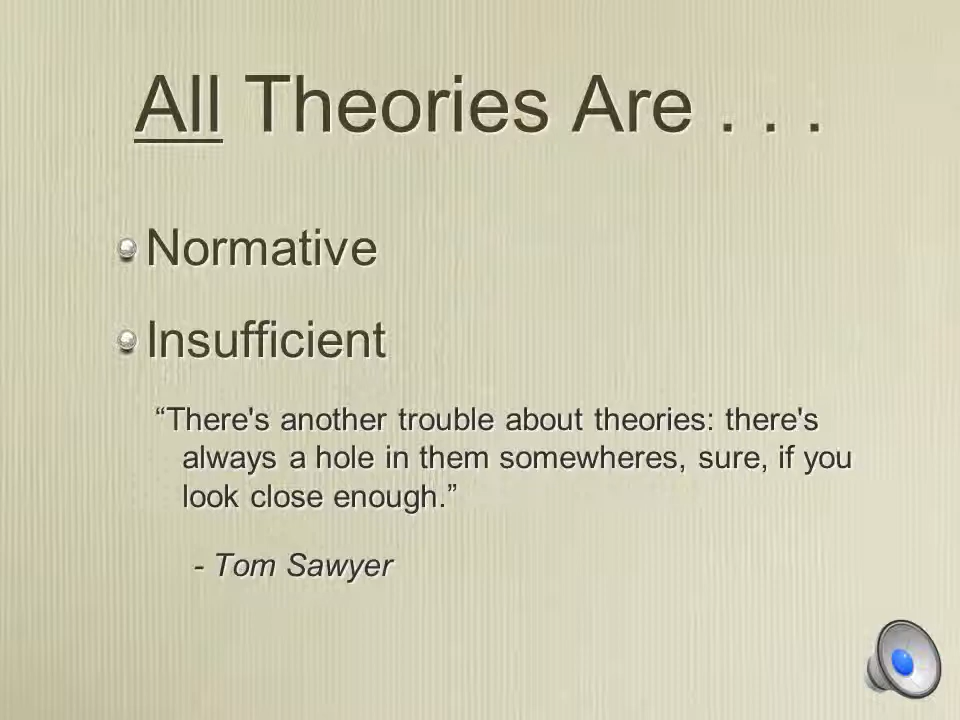 All Theories Are . . .
Normative
Insufficient
“There's another trouble about theories: there's
always a hole in them somewheres, sure, if you
look close enough.”
- Tom Sawyer